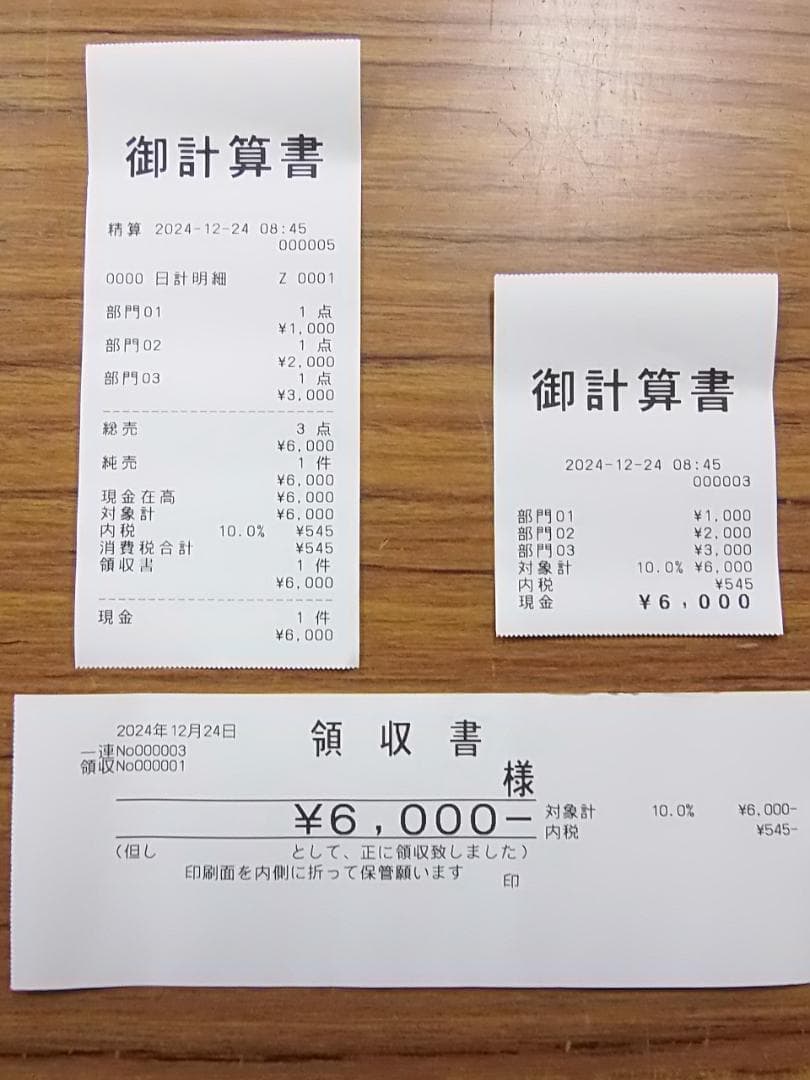 御計算書
精算 2024-12-24 08:45
000005
0000 日計明細 Z 0001
部門01 1 点
¥1,000
部門02 1 点
¥2,000
部門03 1 点
¥3,000
総売 3 点
¥6,000
純売 1 件
¥6,000
現金在高 ¥6,000
対象計 ¥6,000
内税 10.0% ¥545
消費税合計 ¥545
領収書 1 件
¥6,000
現金 1 件
¥6,000
御計算書
2024-12-24 08:45
000003
部門01 ¥1,000
部門02 ¥2,000
部門03 ¥3,000
対象計 10.0% ¥6,000
内税 ¥545
現金 ¥6,000
2024年12月24日
一連No000003
領収No000001
領収書
様
¥6,000-
(但し として、正に領収致しました)
印刷面を内側に折って保管願います 印
対象計 10.0% ¥6,000-
内税 ¥545-